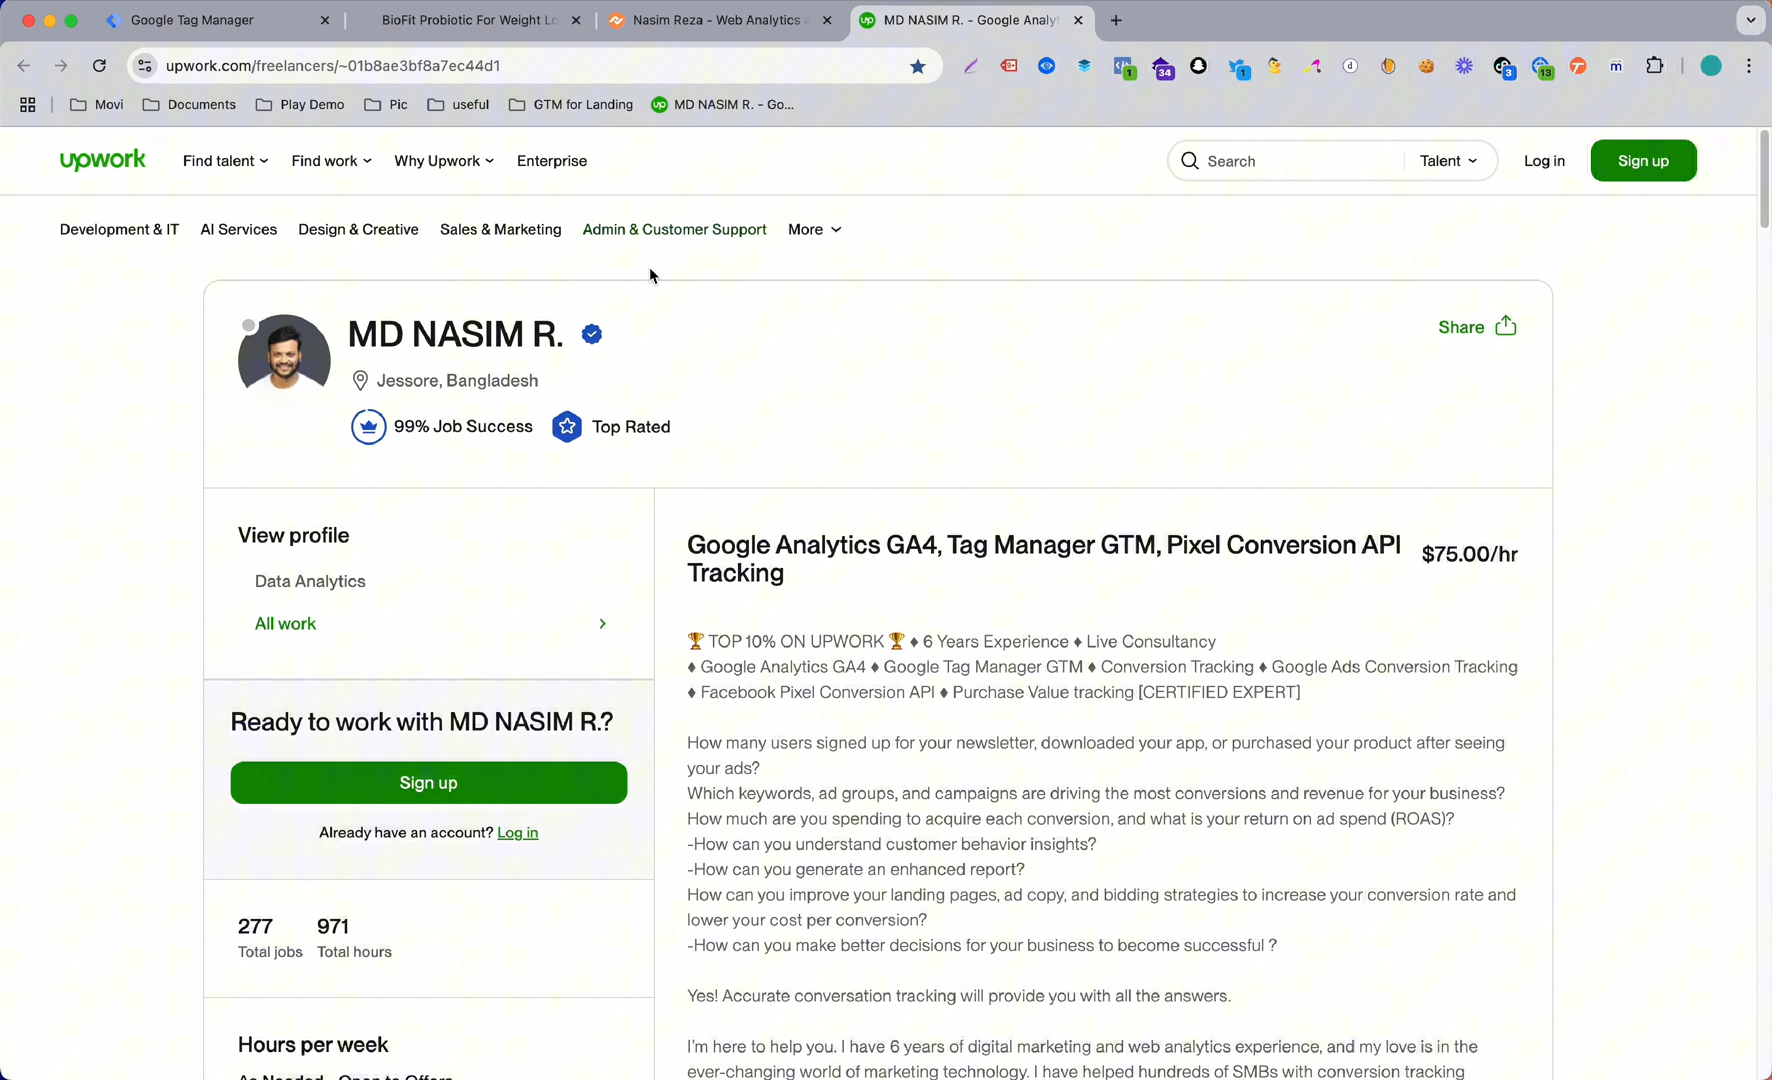 Google Tag Manager
BioFit Probiotic For Weight Lo
Nasim Reza - Web Analytics a
MD NASIM R. - Google Analyt
upwork.com/freelancers/~01b8ae3bf8a7ec44d1
1
34
1
3
13
Movi
Documents
Play Demo
Pic
useful
GTM for Landing
up MD NASIM R. - Go...
upwork
Find talent
Find work
Why Upwork
Enterprise
Search
Talent
Log in
Sign up
Development & IT
AI Services
Design & Creative
Sales & Marketing
Admin & Customer Support
More
MD NASIM R.
Share
Jessore, Bangladesh
99% Job Success
Top Rated
View profile
Data Analytics
All work
Ready to work with MD NASIM R.?
Sign up
Already have an account? Log in
277 971
Total jobs Total hours
Hours per week
As Needed - Open to Offers
Google Analytics GA4, Tag Manager GTM, Pixel Conversion API
Tracking
$75.00/hr
🏆 TOP 10% ON UPWORK 🏆 ♦ 6 Years Experience ♦ Live Consultancy
♦ Google Analytics GA4 ♦ Google Tag Manager GTM ♦ Conversion Tracking ♦ Google Ads Conversion Tracking
♦ Facebook Pixel Conversion API ♦ Purchase Value tracking [CERTIFIED EXPERT]
How many users signed up for your newsletter, downloaded your app, or purchased your product after seeing
your ads?
Which keywords, ad groups, and campaigns are driving the most conversions and revenue for your business?
How much are you spending to acquire each conversion, and what is your return on ad spend (ROAS)?
-How can you understand customer behavior insights?
-How can you generate an enhanced report?
How can you improve your landing pages, ad copy, and bidding strategies to increase your conversion rate and
lower your cost per conversion?
-How can you make better decisions for your business to become successful ?
Yes! Accurate conversation tracking will provide you with all the answers.
I'm here to help you. I have 6 years of digital marketing and web analytics experience, and my love is in the
ever-changing world of marketing technology. I have helped hundreds of SMBs with conversion tracking